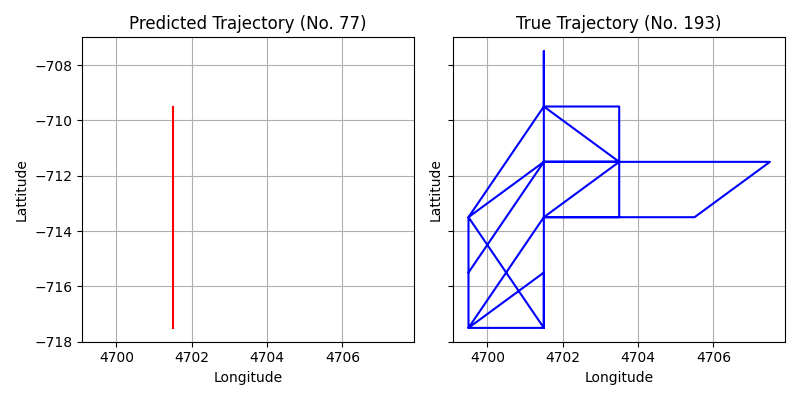 Predicted Trajectory (No. 77)
True Trajectory (No. 193)
Lattitude
−708
−710
−712
−714
−716
−718
4700
4702
4704
4706
Longitude
Lattitude
4700
4702
4704
4706
Longitude